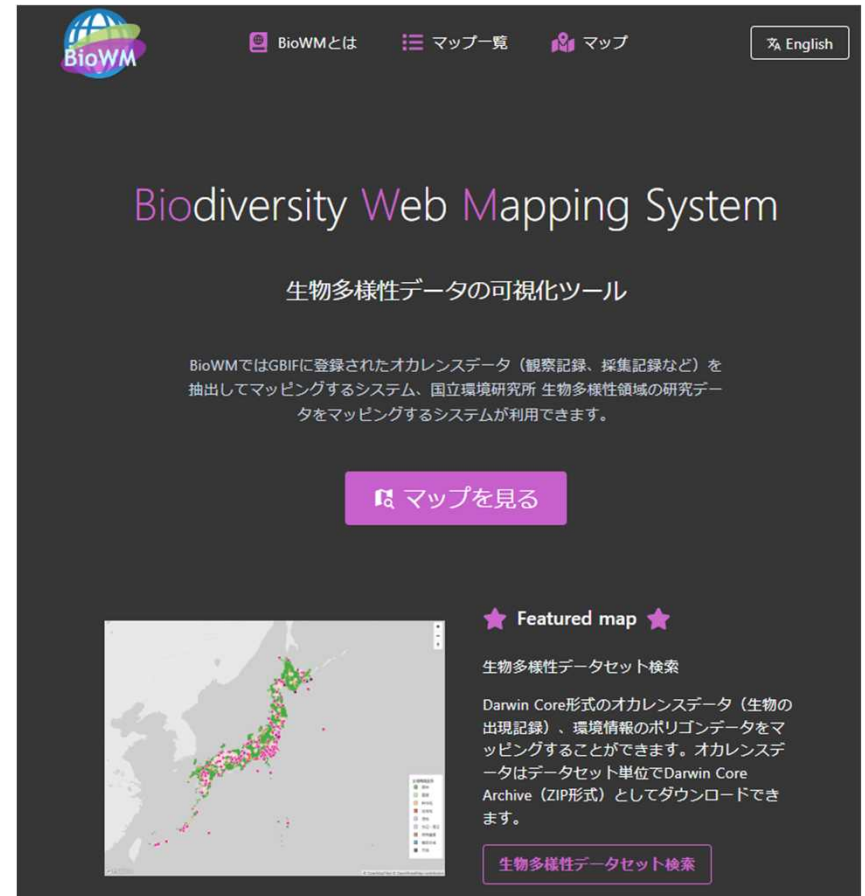 BioWM
BioWMとは
マップ一覧
マップ
English
Biodiversity Web Mapping System
生物多様性データの可視化ツール
BioWMではGBIFに登録されたオカレンスデータ（観察記録、採集記録など）を
抽出してマッピングするシステム、国立環境研究所 生物多様性領域の研究デー
タをマッピングするシステムが利用できます。
マップを見る
Featured map
生物多様性データセット検索
Darwin Core形式のオカレンスデータ（生物の
出現記録）、環境情報のポリゴンデータをマ
ッピングすることができます。オカレンスデ
ータはデータセット単位でDarwin Core
Archive（ZIP形式）としてダウンロードでき
ます。
生物多様性データセット検索